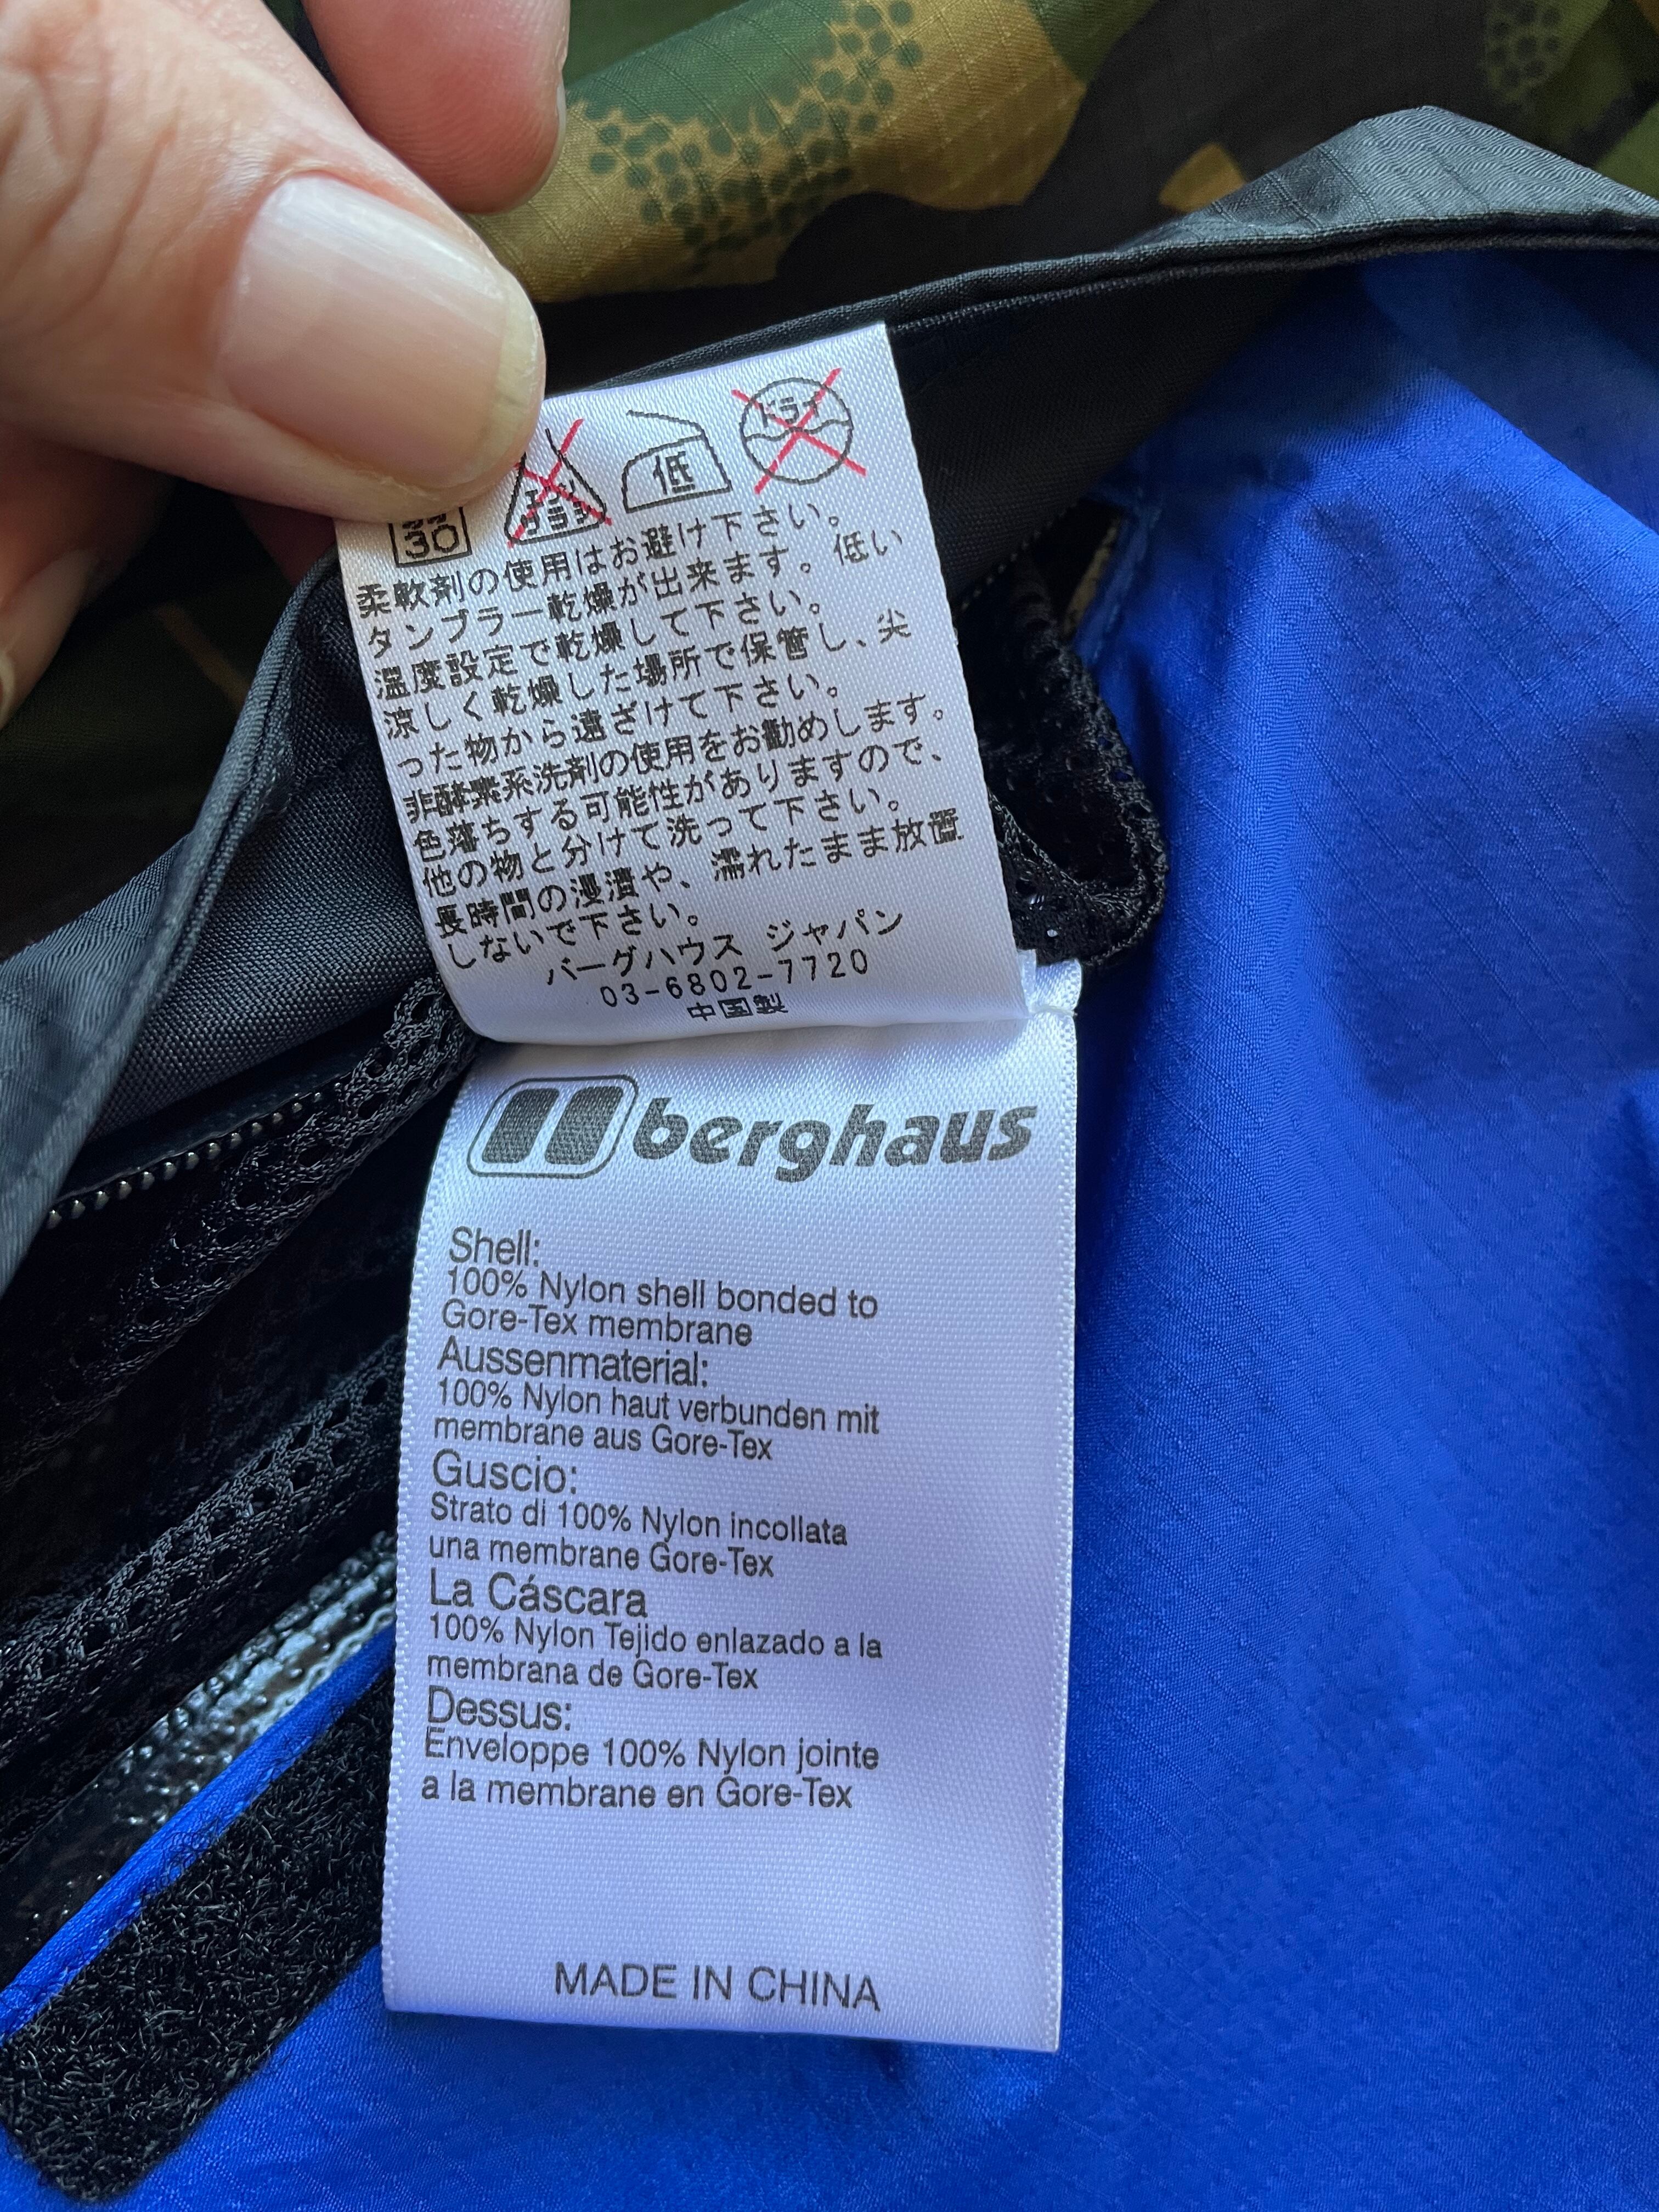 30
低
ドライ
柔軟剤の使用はお避け下さい。
タンブラー乾燥が出来ます。低い
温度設定で乾燥して下さい。
涼しく乾燥した場所で保管し、尖
った物から遠ざけて下さい。
非酵素系洗剤の使用をお勧めします。
色落ちする可能性がありますので、
他の物と分けて洗って下さい。
長時間の浸漬や、濡れたまま放置
しないで下さい。
バーグハウス ジャパン
03-6802-7720
中国製
berghaus
Shell:
100% Nylon shell bonded to
Gore-Tex membrane
Aussenmaterial:
100% Nylon haut verbunden mit
membrane aus Gore-Tex
Guscio:
Strato di 100% Nylon incollata
una membrane Gore-Tex
La Cáscara
100% Nylon Tejido enlazado a la
membrana de Gore-Tex
Dessus:
Enveloppe 100% Nylon jointe
a la membrane en Gore-Tex
MADE IN CHINA